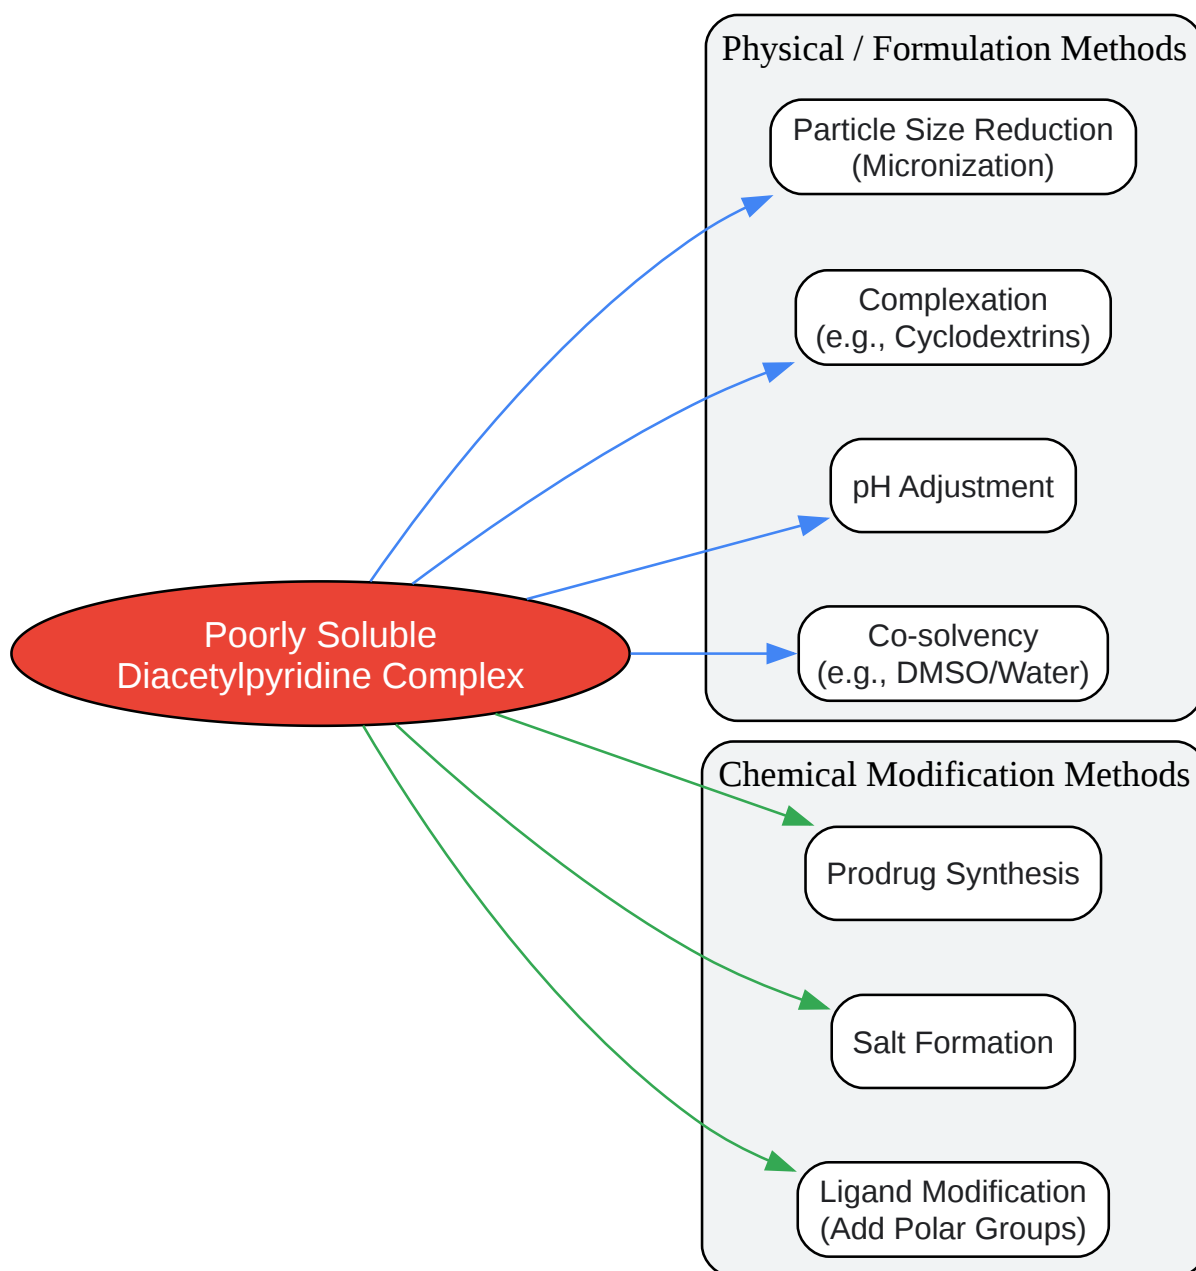 Physical / Formulation Methods
Particle Size Reduction
(Micronization)
Complexation
(e.g., Cyclodextrins)
pH Adjustment
Poorly Soluble
Diacetylpyridine Complex
Co-solvency
(e.g., DMSO/Water)
Chemical Modification Methods
Prodrug Synthesis
Salt Formation
Ligand Modification
(Add Polar Groups)